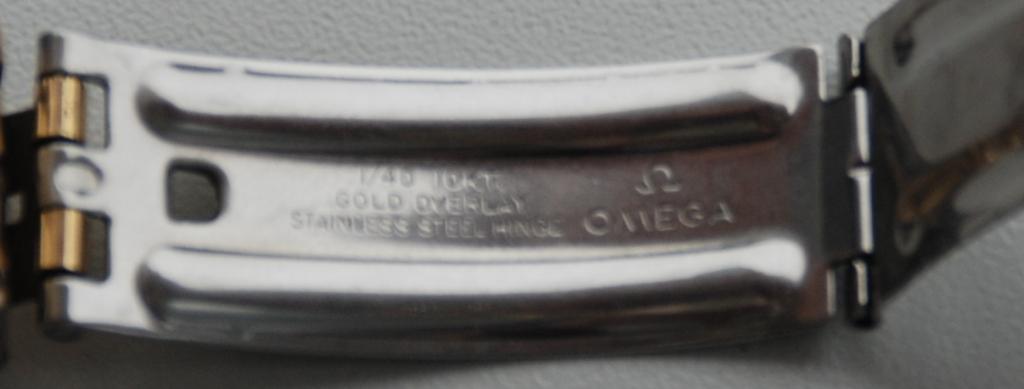 1/40 10KT.
GOLD OVERLAY
STAINLESS STEEL HINGE
Ω
OMEGA